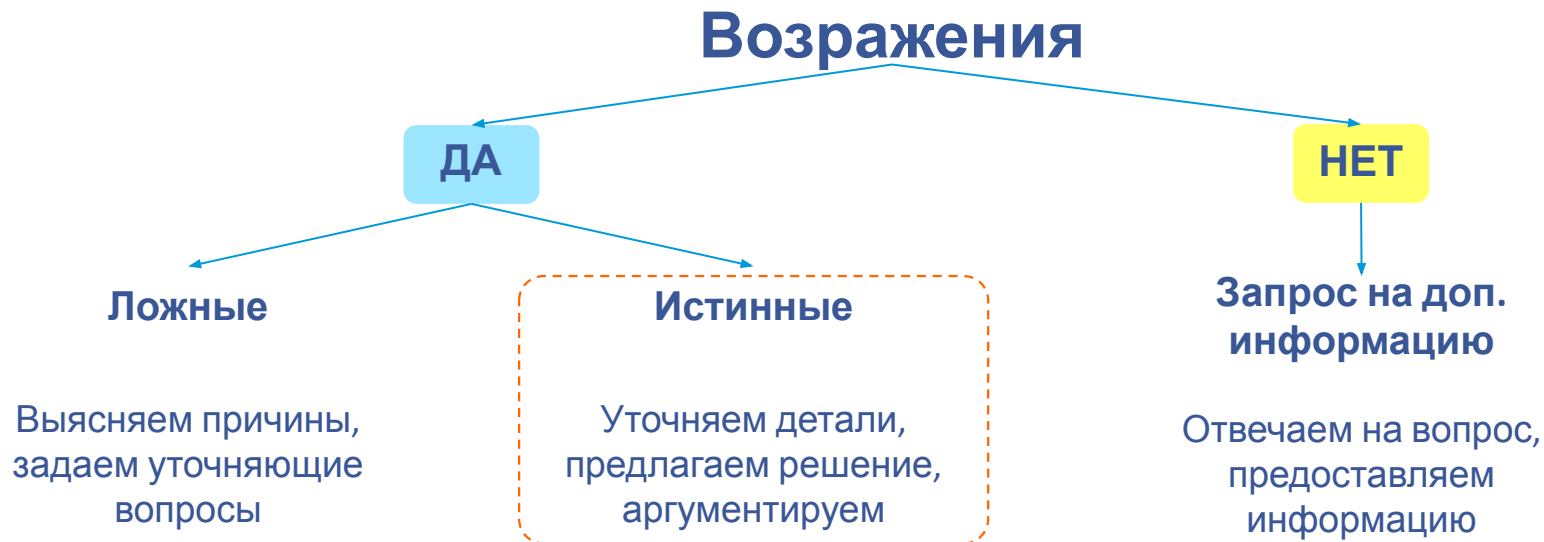 Возражения
ДА
НЕТ
Ложные
Выясняем причины,
задаем уточняющие
вопросы
Истинные
Уточняем детали,
предлагаем решение,
аргументируем
Запрос на доп.
информацию
Отвечаем на вопрос,
предоставляем
информацию